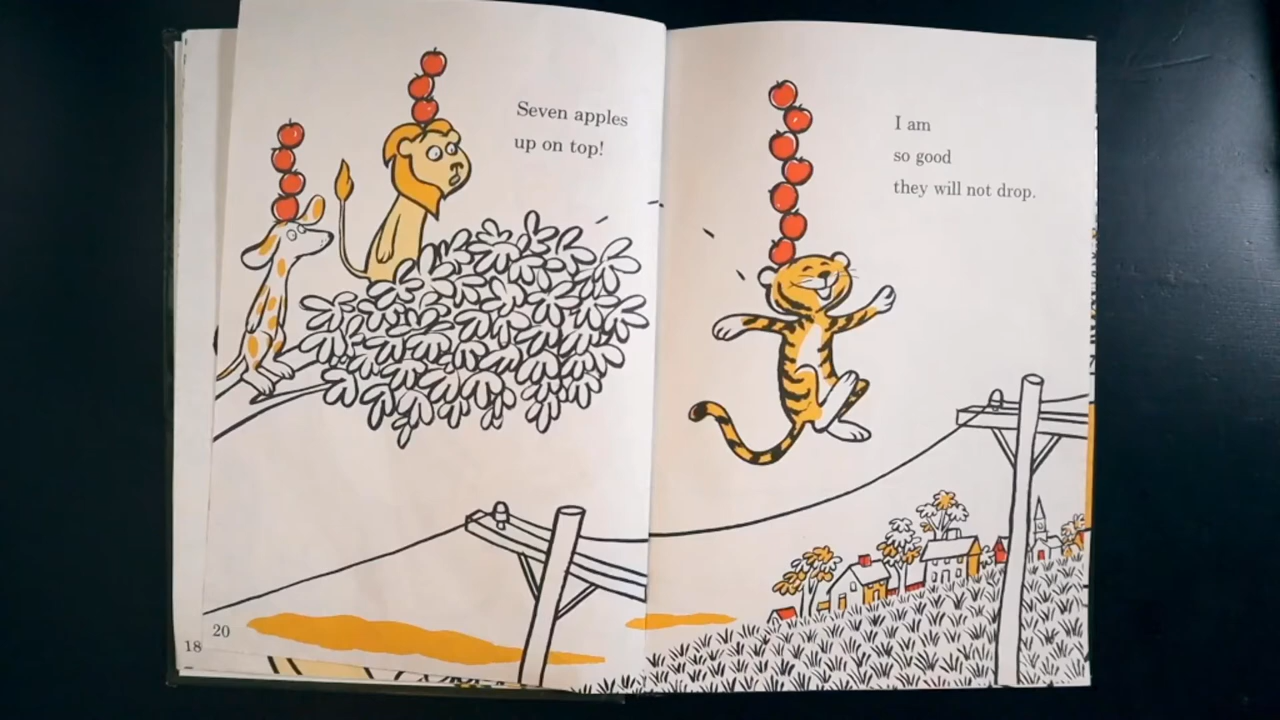 Seven apples
up on top!
I am
so good
they will not drop.
20
18